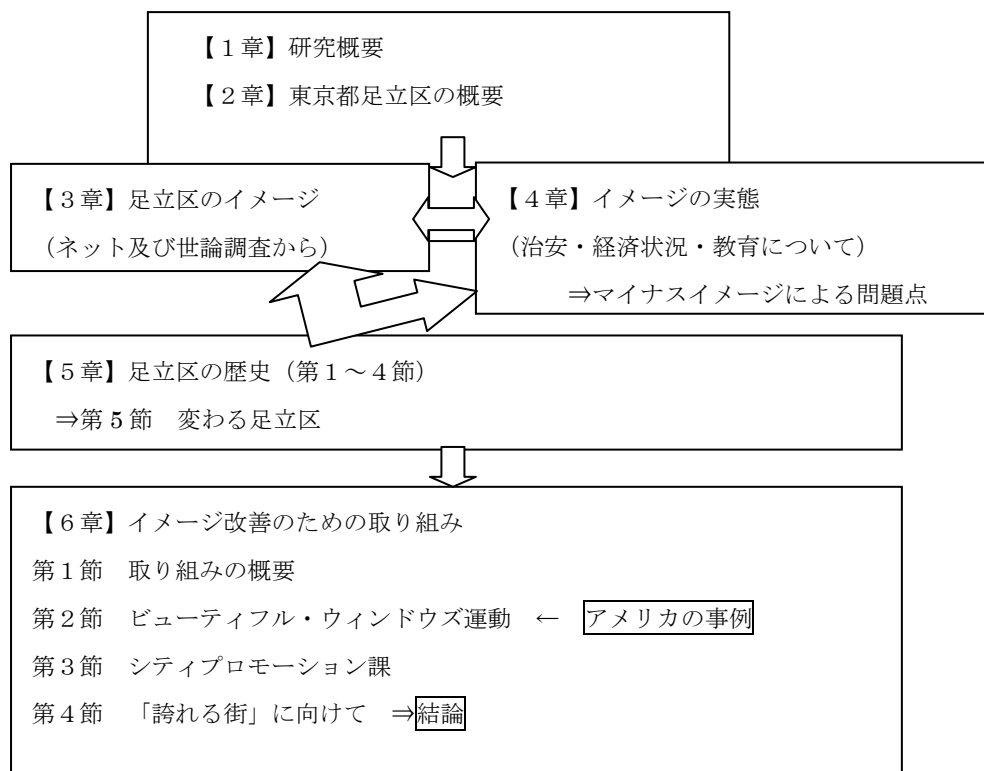 【１章】研究概要
【２章】東京都足立区の概要
【３章】足立区のイメージ
（ネット及び世論調査から）
【４章】イメージの実態
（治安・経済状況・教育について）
⇒マイナスイメージによる問題点
【５章】足立区の歴史（第１～４節）
⇒第5節　変わる足立区
【６章】イメージ改善のための取り組み
第１節　取り組みの概要
第２節　ビューティフル・ウィンドウズ運動　←　アメリカの事例
第３節　シティプロモーション課
第４節　「誇れる街」に向けて　⇒結論